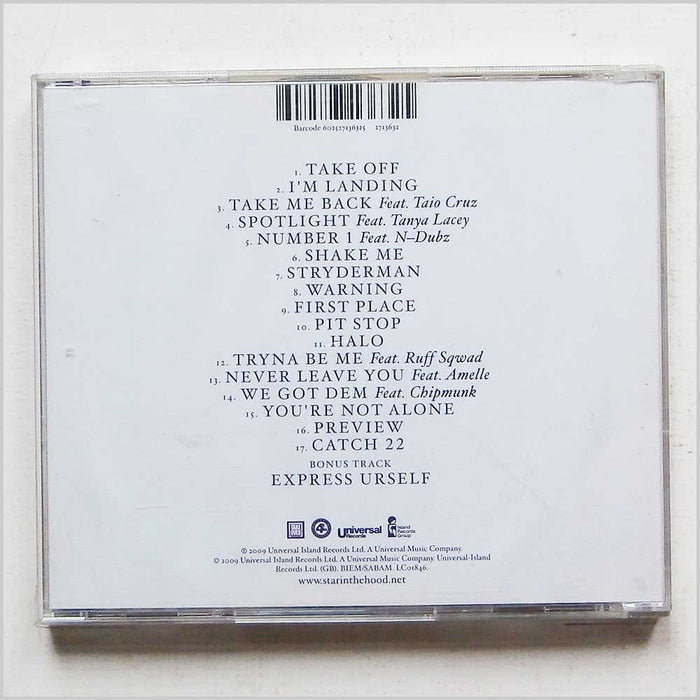 Barcode 602527136325 2713632
1. TAKE OFF
2. I'M LANDING
3. TAKE ME BACK Feat. Taio Cruz
4. SPOTLIGHT Feat. Tanya Lacey
5. NUMBER 1 Feat. N-Dubz
6. SHAKE ME
7. STRYDERMAN
8. WARNING
9. FIRST PLACE
10. PIT STOP
11. HALO
12. TRYNA BE ME Feat. Ruff Sqwad
13. NEVER LEAVE YOU Feat. Amelle
14. WE GOT DEM Feat. Chipmunk
15. YOU'RE NOT ALONE
16. PREVIEW
17. CATCH 22
BONUS TRACK
EXPRESS URSELF
4th
Universal
Records
Island
Records
Group
℗ 2009 Universal Island Records Ltd. A Universal Music Company.
© 2009 Universal Island Records Ltd. A Universal Music Company. Universal-Island
Records Ltd. (GB). BIEM/SABAM. LC01846.
www.starinthehood.net